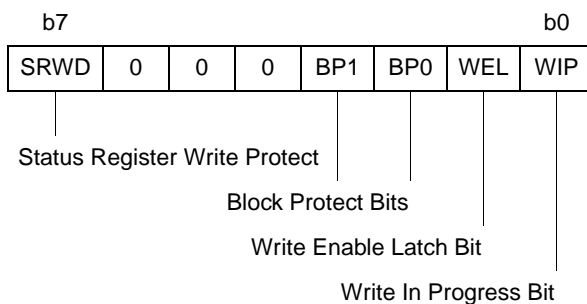 b7 b0
SRWD 0 0 0 BP1 BP0 WEL WIP
Status Register Write Protect
Block Protect Bits
Write Enable Latch Bit
Write In Progress Bit